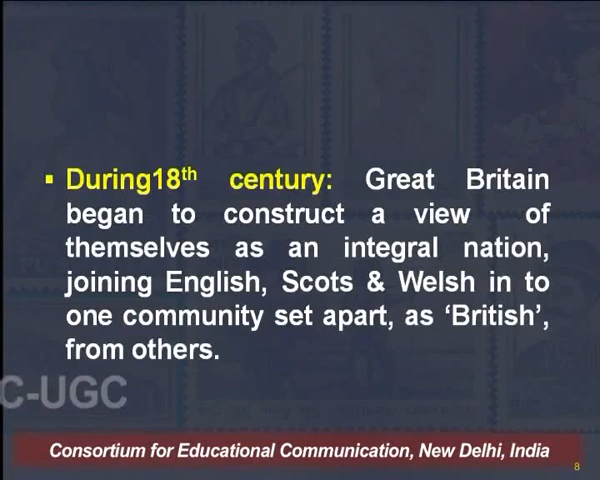 ▪ During18th century: Great Britain
began to construct a view of
themselves as an integral nation,
joining English, Scots & Welsh in to
one community set apart, as ‘British’,
from others.
C-UGC
Consortium for Educational Communication, New Delhi, India
8